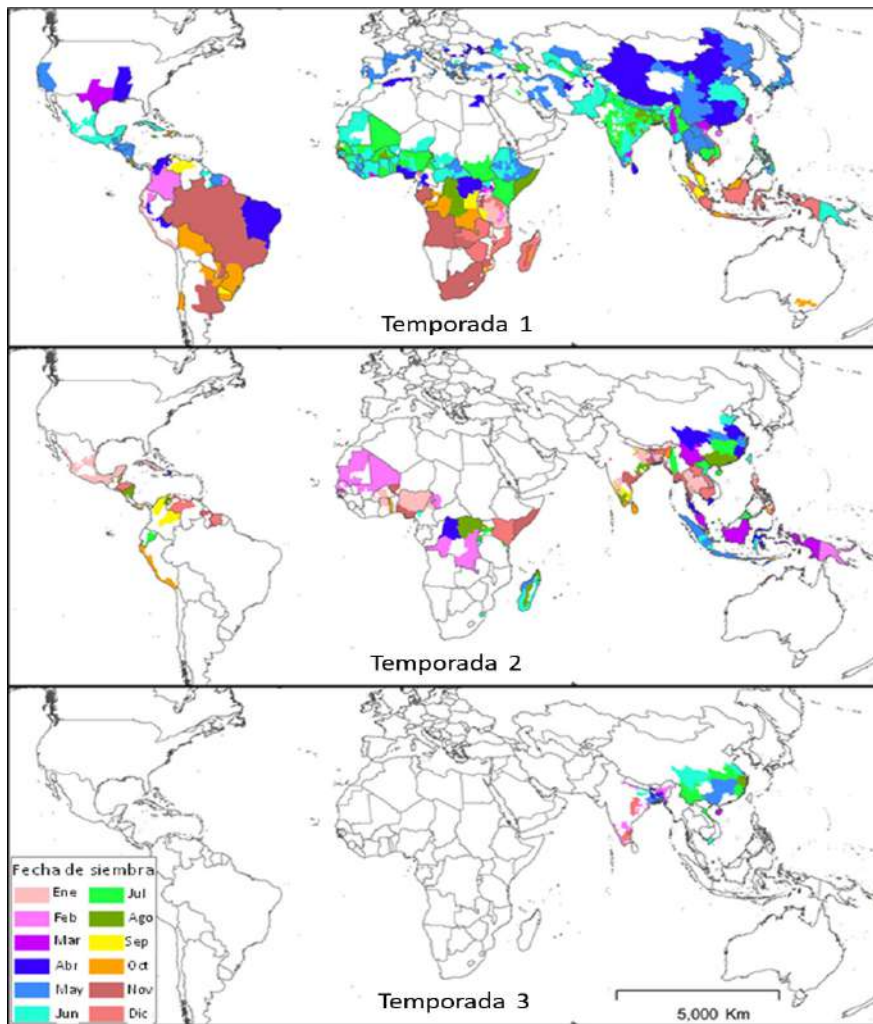 Temporada 1
Temporada 2
Fecha de siembra
Ene Jul
Feb Ago
Mar Sep
Abr Oct
May Nov
Jun Dic
Temporada 3
5,000 Km